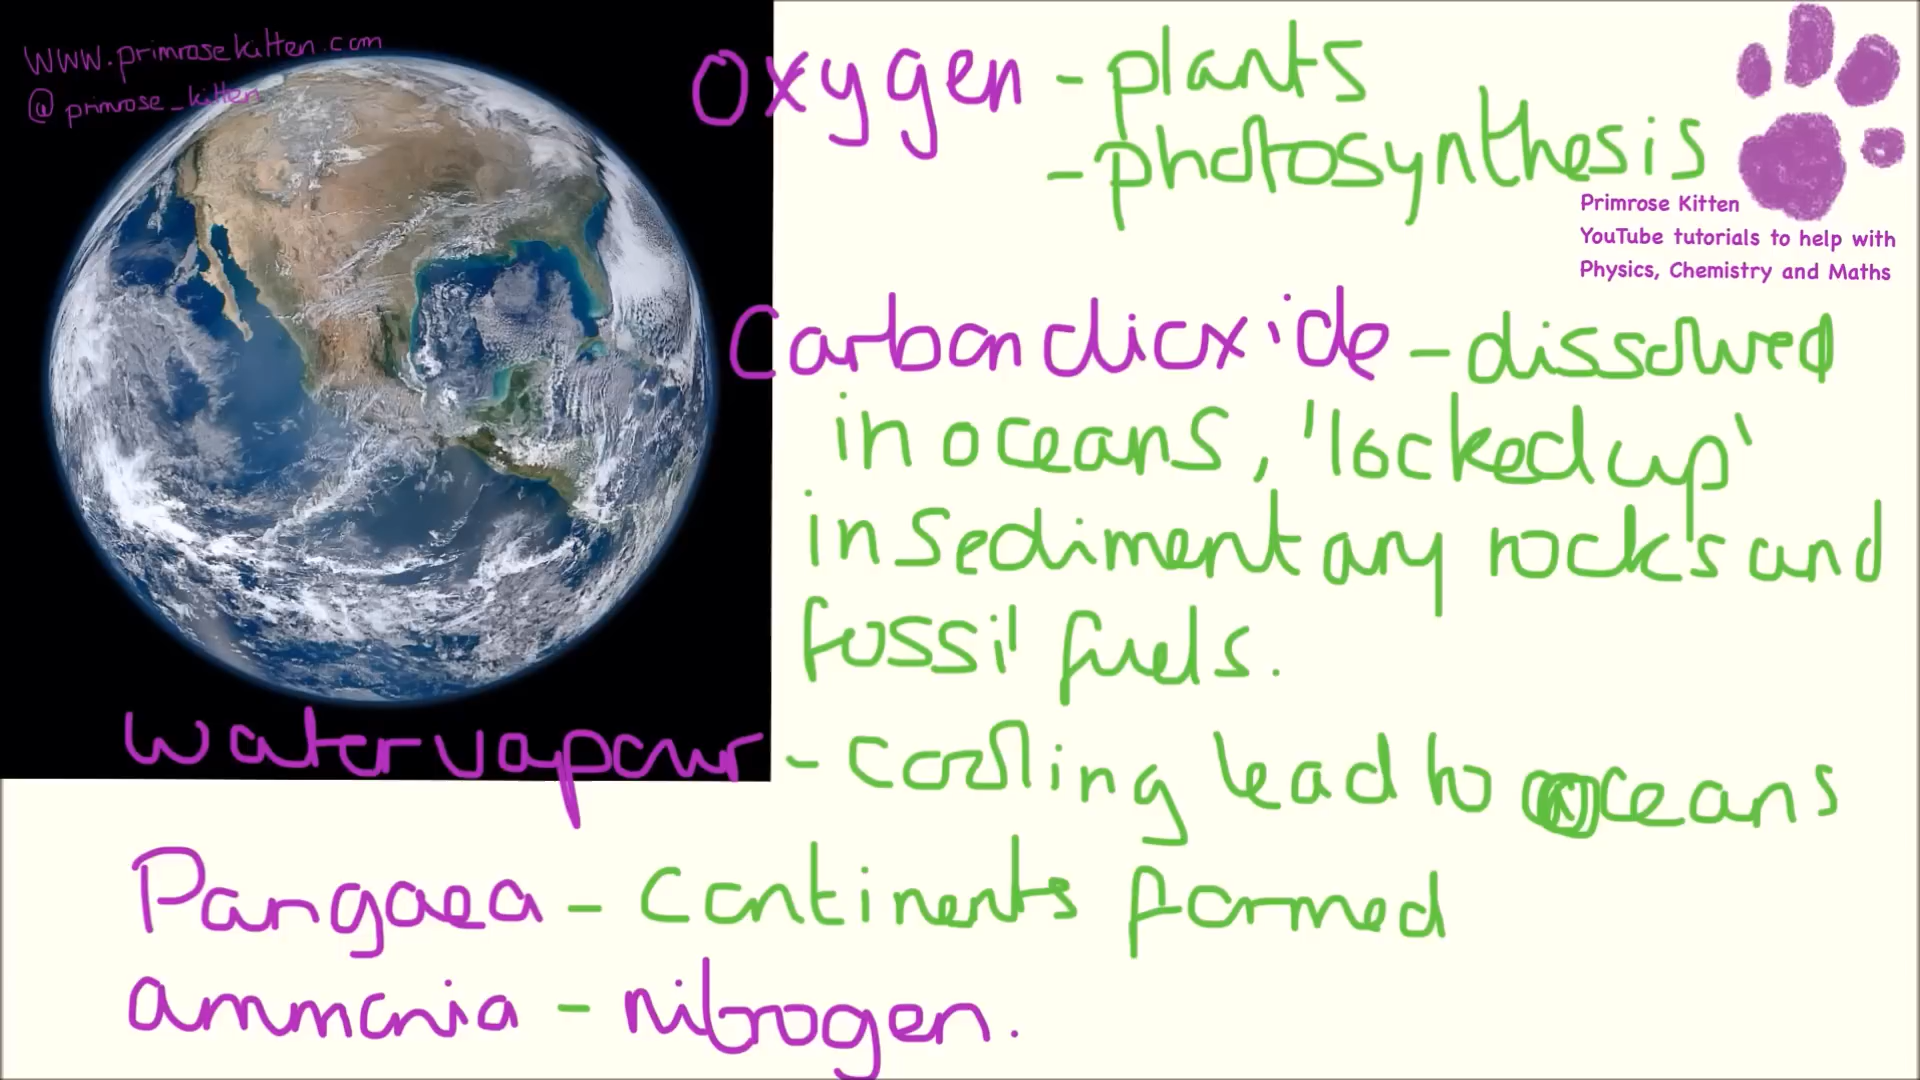 www.primrosekitten.com
@primrose_kitten
Oxygen - plants
- photosynthesis
Primrose Kitten
YouTube tutorials to help with
Physics, Chemistry and Maths
Carbon dioxide - dissolved
in oceans, 'locked up'
in sedimentary rocks and
fossil fuels.
water vapour - cooling lead to oceans
Pangaea - continents formed
ammonia - nitrogen.